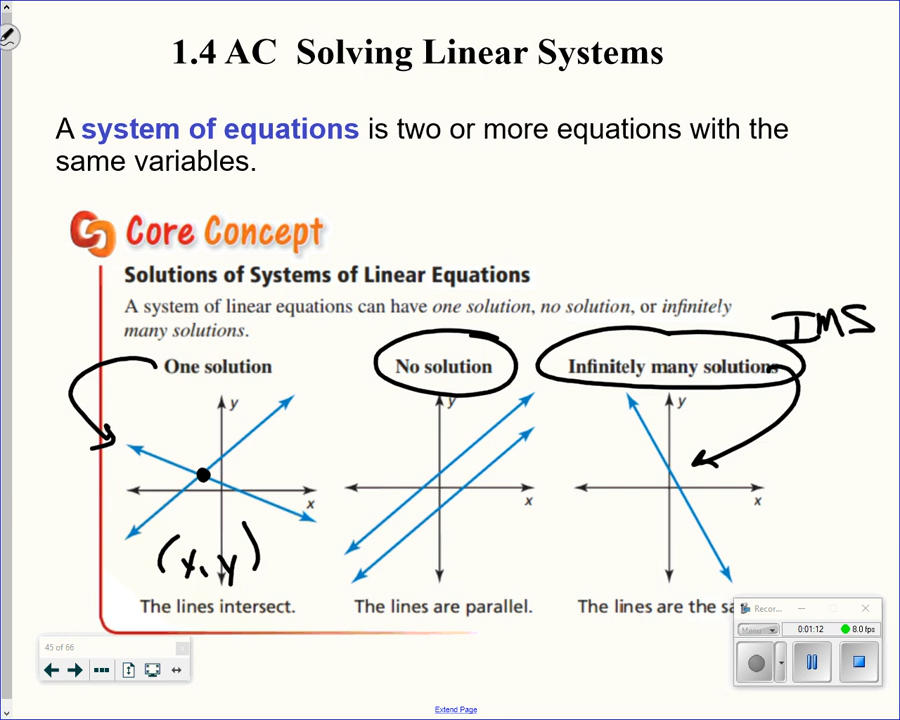 1.4 AC Solving Linear Systems
A system of equations is two or more equations with the
same variables.
Core Concept
Solutions of Systems of Linear Equations
A system of linear equations can have one solution, no solution, or infinitely
many solutions.
IMS
One solution No solution Infinitely many solutions
y y y
x x x
(x, y)
The lines intersect. The lines are parallel. The lines are the sa
Recor...
Menu 0:01:12 8.0 fps
45 of 66
Extend Page